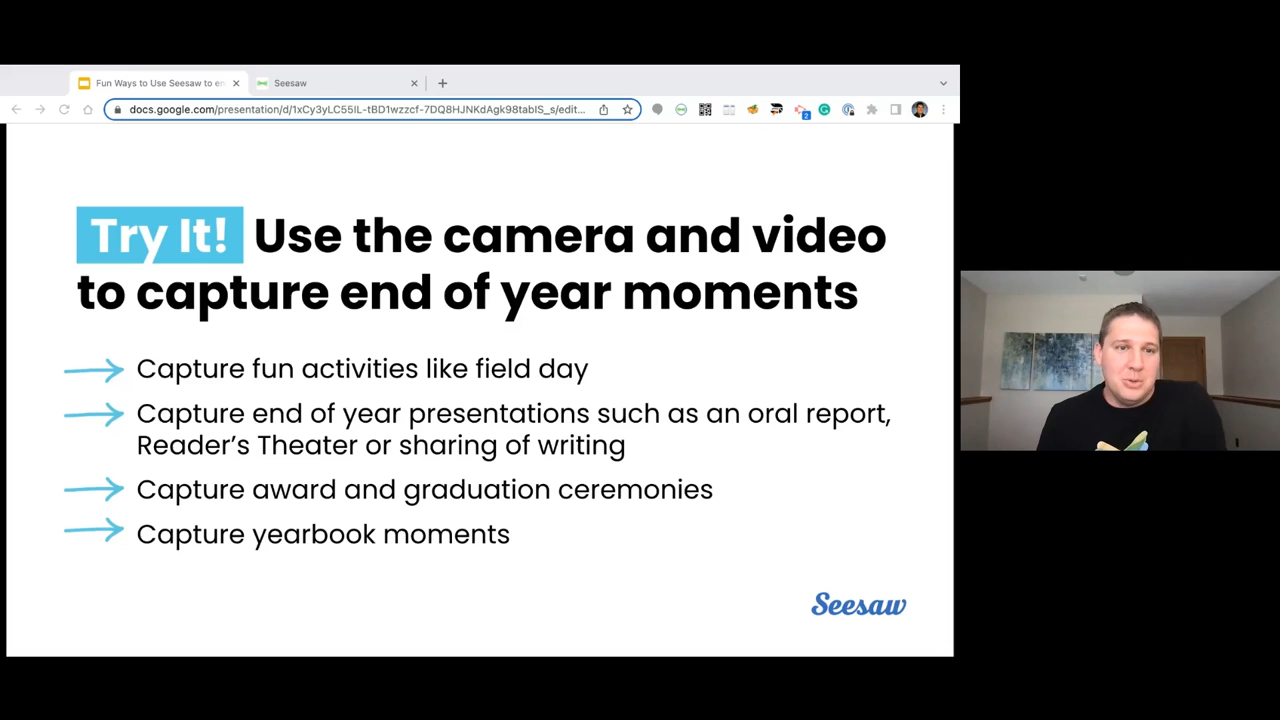 Fun Ways to Use Seesaw to en
Seesaw
docs.google.com/presentation/d/1xCy3yLC55IL-tBD1wzzcf-7DQ8HJNKdAgk98tabIS_s/edit...
2
Try It! Use the camera and video
to capture end of year moments
Capture fun activities like field day
Capture end of year presentations such as an oral report,
Reader’s Theater or sharing of writing
Capture award and graduation ceremonies
Capture yearbook moments
Seesaw